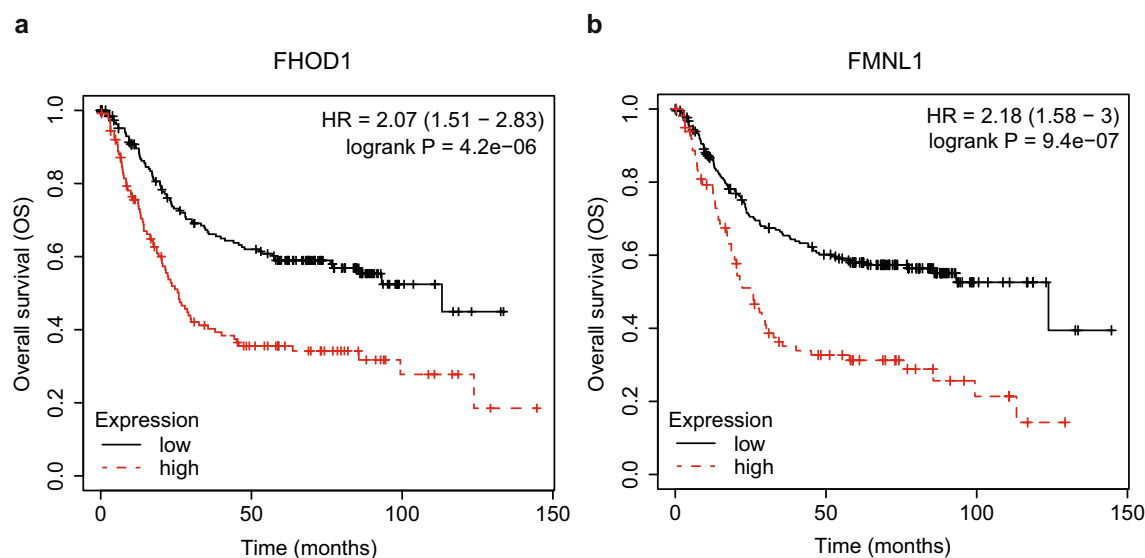 a
FHOD1
HR = 2.07 (1.51 − 2.83)
logrank P = 4.2e−06
Overall survival (OS)
1.0
0.8
0.6
0.4
0.2
0.0
Expression
low
high
0 50 100 150
Time (months)
b
FMNL1
HR = 2.18 (1.58 − 3)
logrank P = 9.4e−07
Overall survival (OS)
1.0
0.8
0.6
0.4
0.2
0.0
Expression
low
high
0 50 100 150
Time (months)